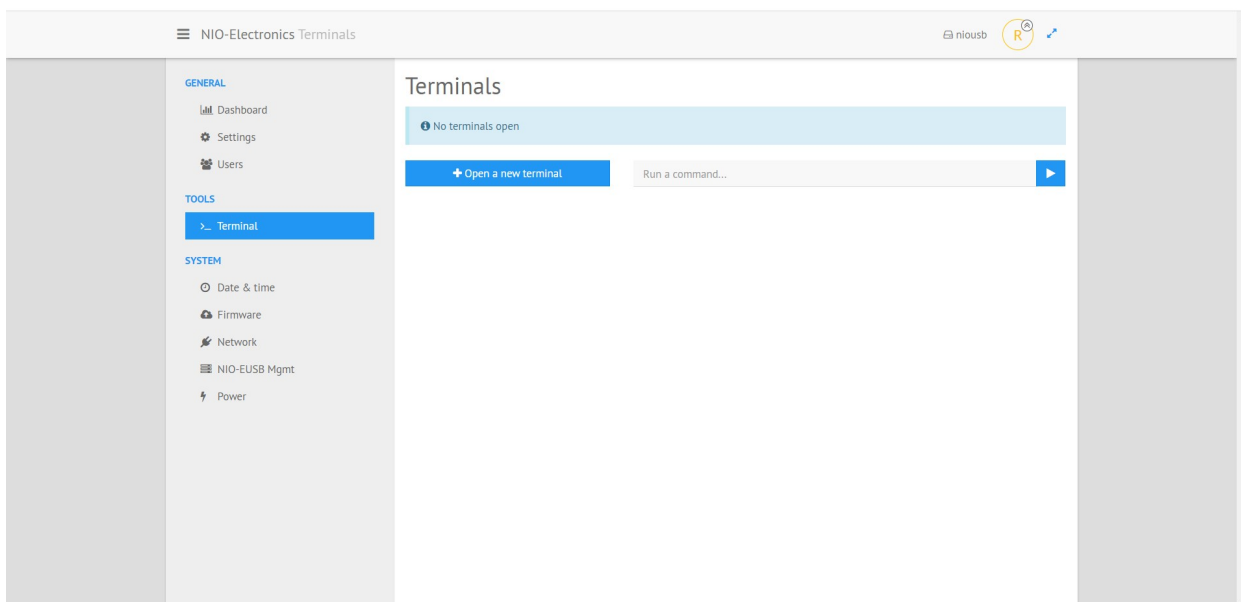 NIO-Electronics Terminals
niousb
R
GENERAL
Dashboard
Settings
Users
TOOLS
>_ Terminal
SYSTEM
Date & time
Firmware
Network
NIO-EUSB Mgmt
Power
Terminals
No terminals open
+ Open a new terminal
Run a command...